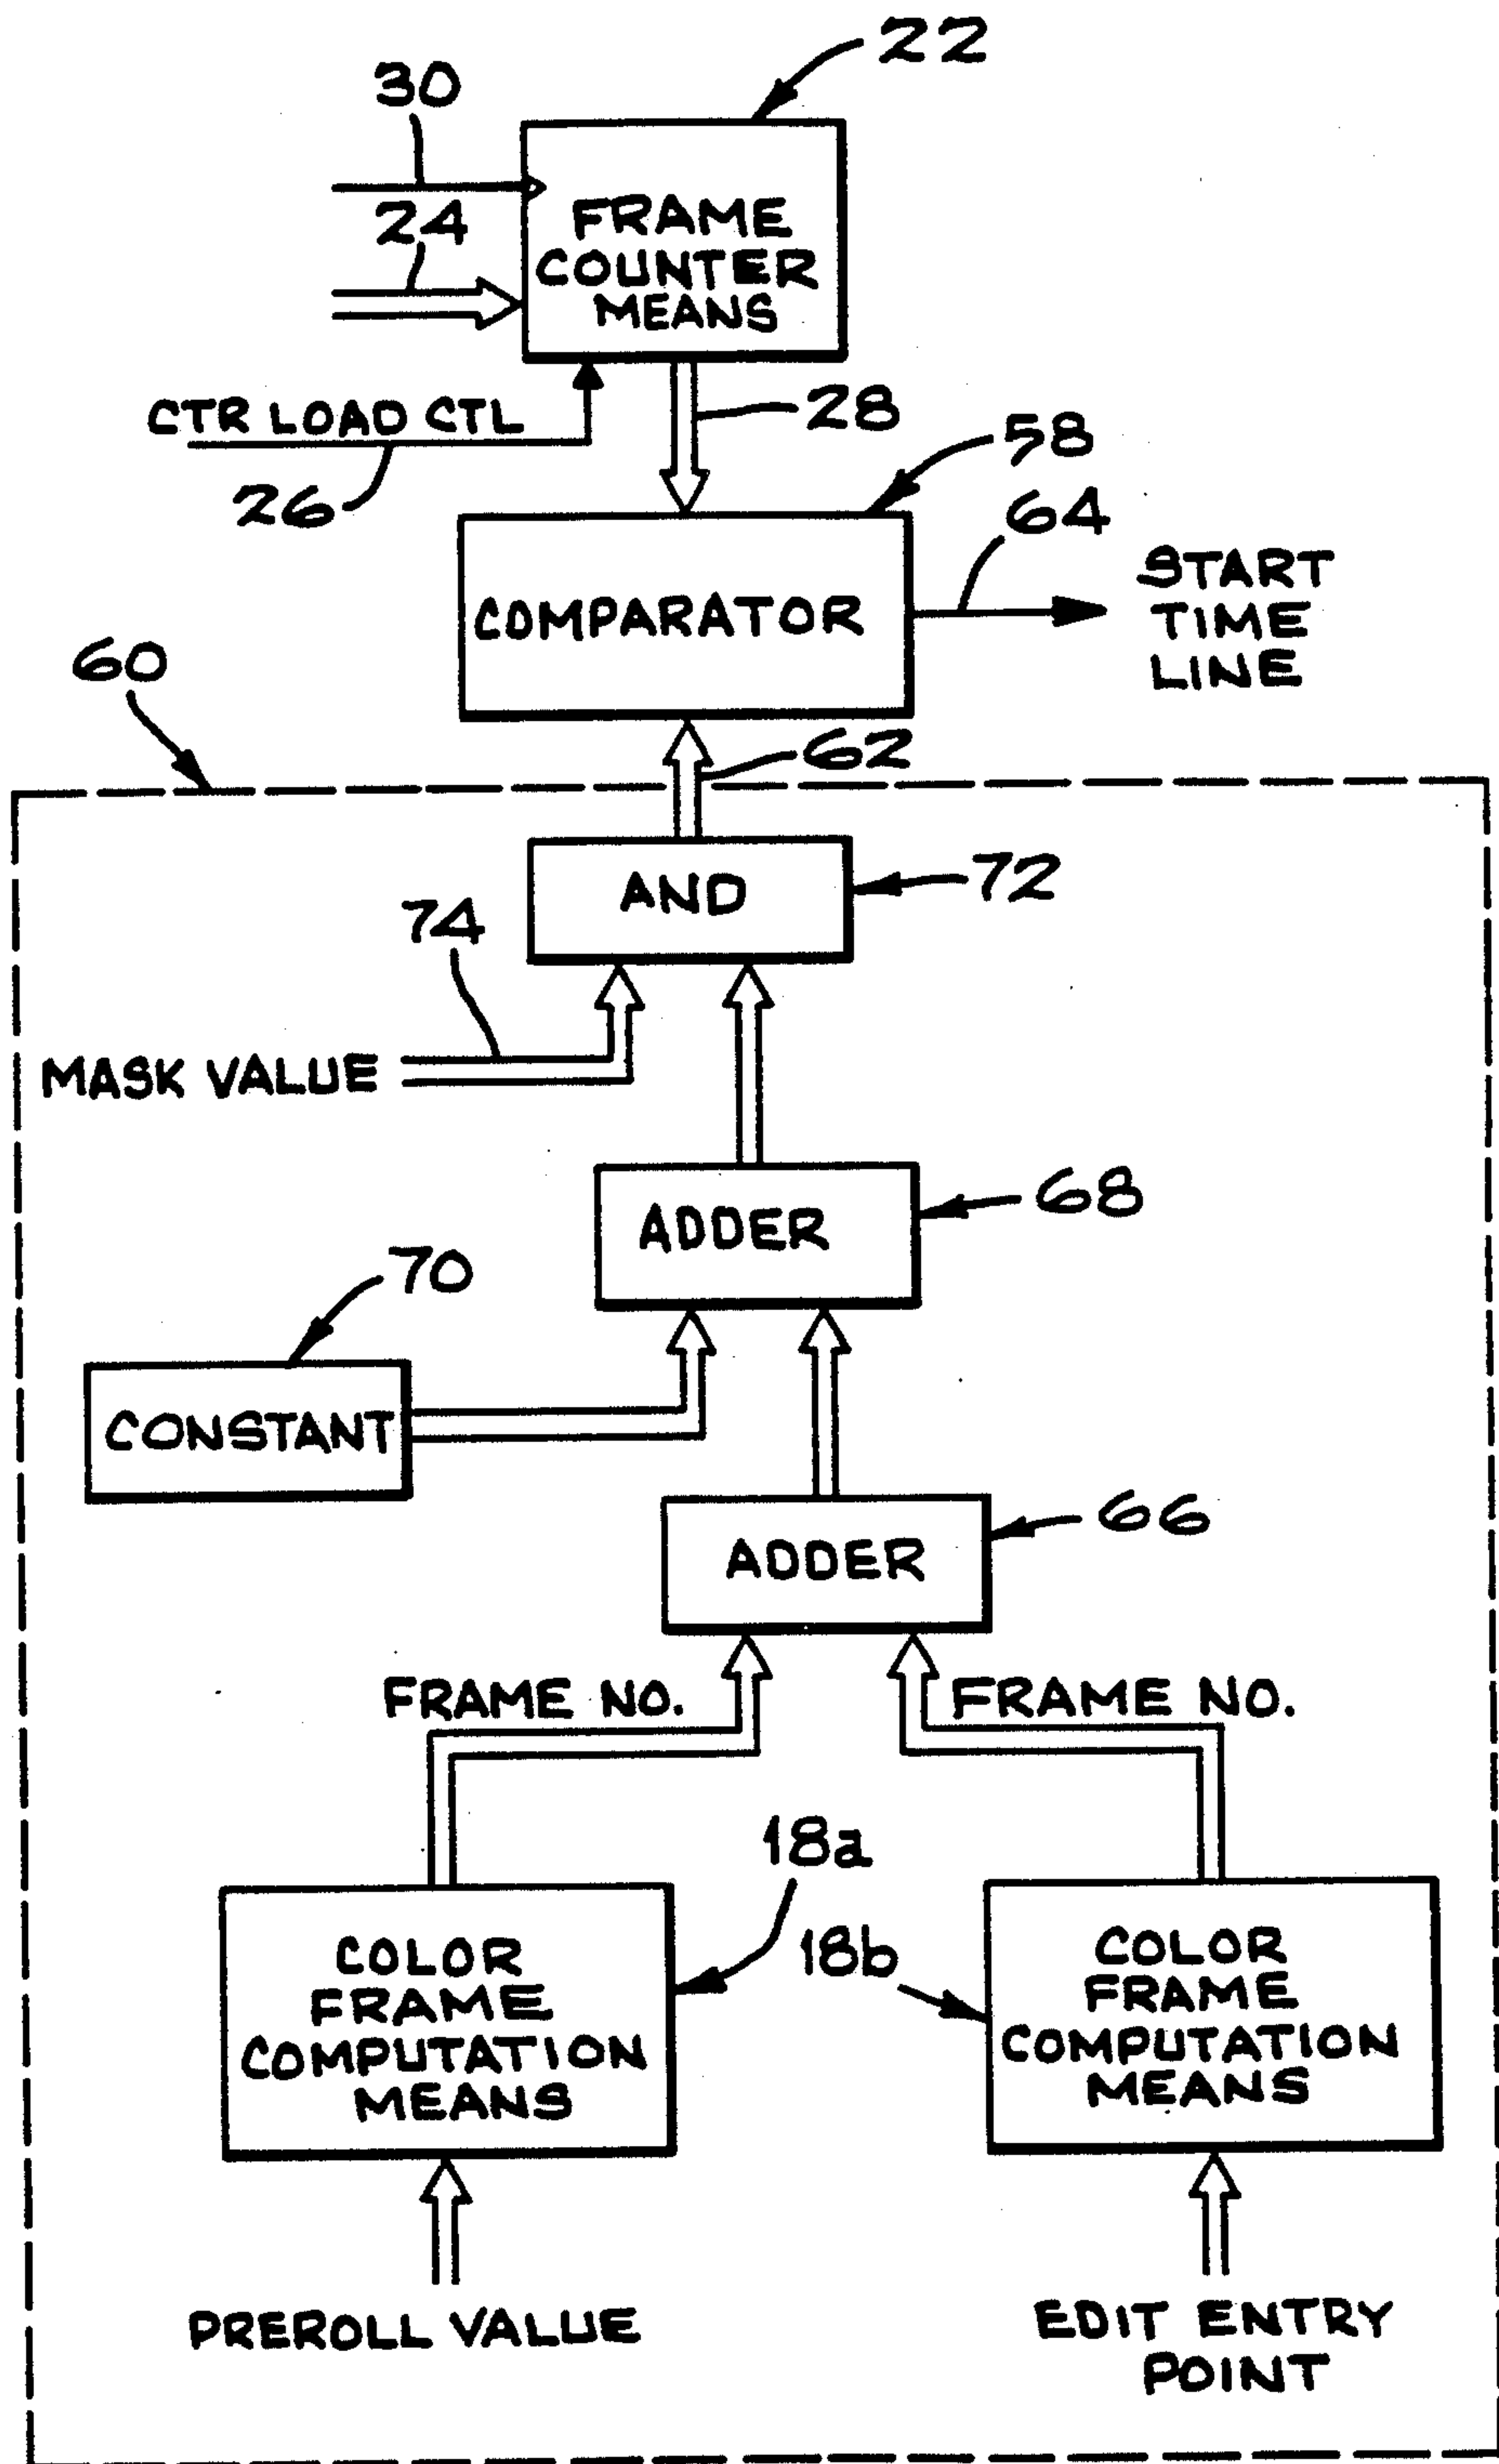 22
30
24
FRAME
COUNTER
MEANS
CTR LOAD CTL
28
26
58
64
COMPARATOR
START
TIME
LINE
60
62
AND
72
74
MASK VALUE
ADDER
68
70
CONSTANT
ADDER
66
FRAME NO.
FRAME NO.
18a
18b
COLOR
FRAME
COMPUTATION
MEANS
COLOR
FRAME
COMPUTATION
MEANS
PREROLL VALUE
EDIT ENTRY
POINT